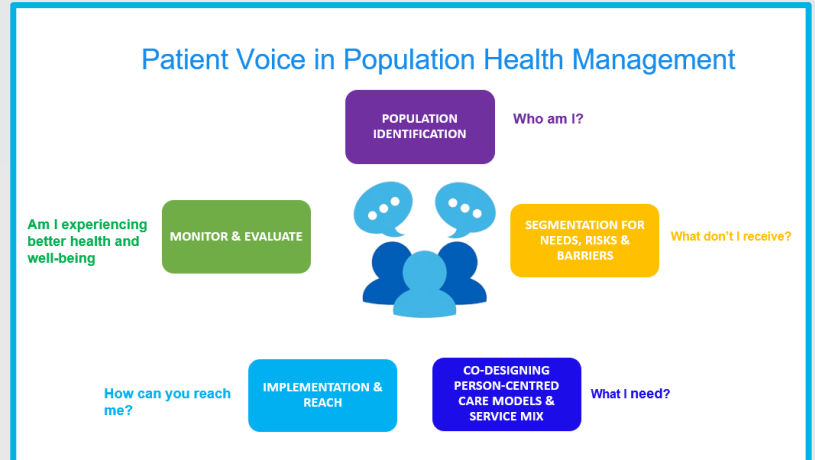 Patient Voice in Population Health Management
POPULATION
IDENTIFICATION
Who am I?
Am I experiencing
better health and
well-being
MONITOR & EVALUATE
SEGMENTATION FOR
NEEDS, RISKS &
BARRIERS
What don't I receive?
How can you reach
me?
IMPLEMENTATION &
REACH
CO-DESIGNING
PERSON-CENTRED
CARE MODELS &
SERVICE MIX
What I need?